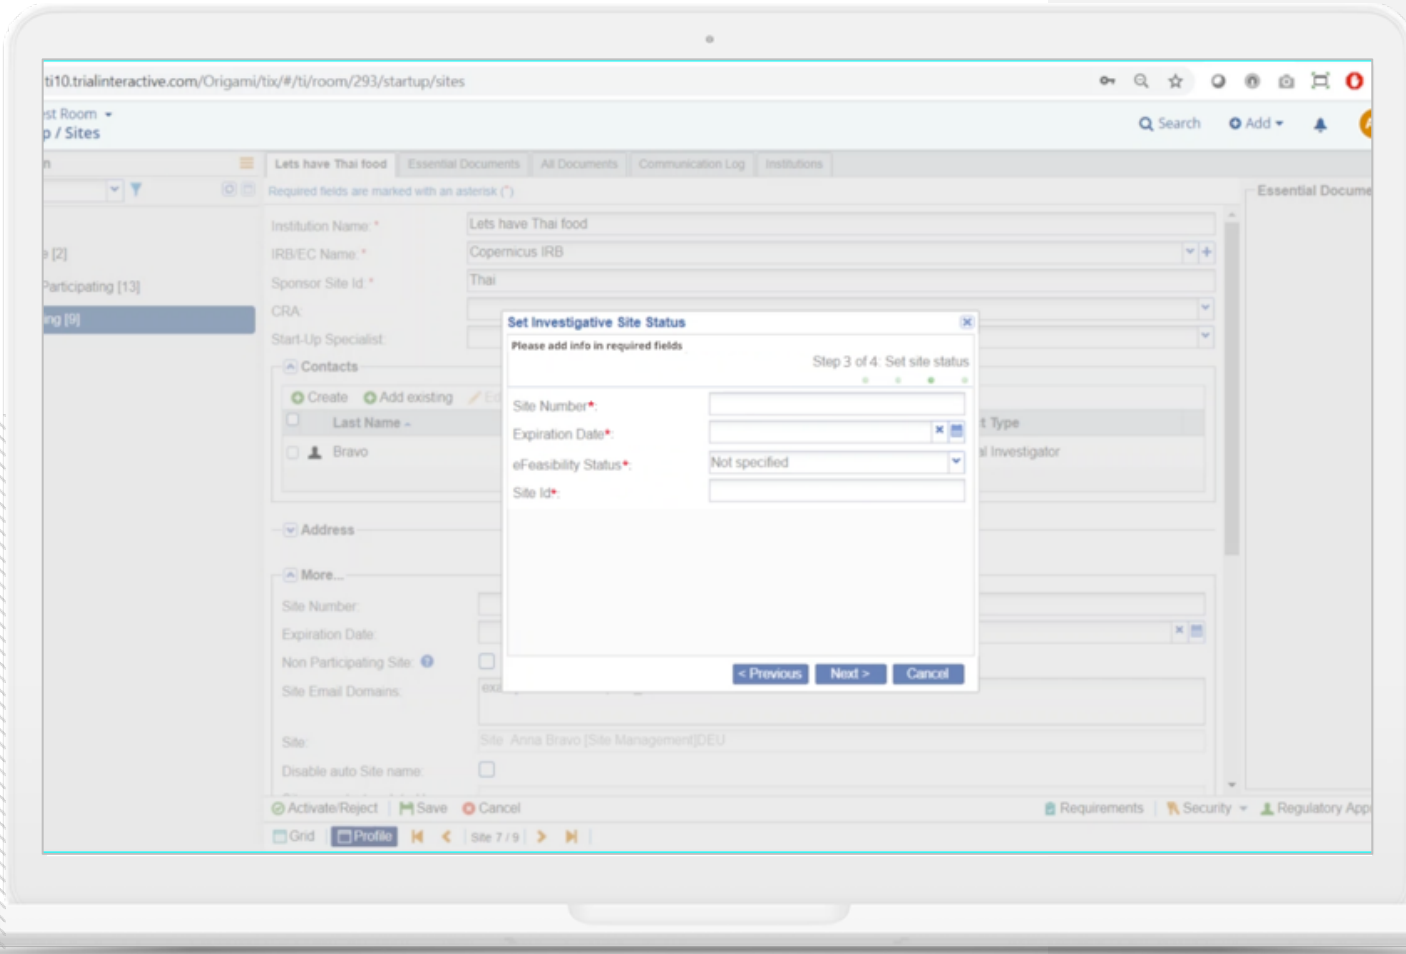 ti10.trialinteractive.com/Origami/tix/#/ti/room/293/startup/sites
st Room
p / Sites
Search
Add
Lets have Thai food
Essential Documents
All Documents
Communication Log
Institutions
Required fields are marked with an asterisk (*)
Essential Docume
Institution Name: *
Lets have Thai food
IRB/EC Name: *
Copernicus IRB
Sponsor Site Id: *
Thai
CRA:
Start-Up Specialist:
e [2]
Participating [13]
ing [9]
Contacts
Create
Add existing
Ed
Last Name
t Type
Bravo
al Investigator
Address
More...
Site Number:
Expiration Date:
Non Participating Site:
Site Email Domains:
Site:
Site Anna Bravo [Site Management]DEU
Disable auto Site name:
Set Investigative Site Status
Please add info in required fields
Step 3 of 4: Set site status
Site Number*:
Expiration Date*:
eFeasibility Status*:
Not specified
Site Id*:
< Previous
Next >
Cancel
Activate/Reject
Save
Cancel
Requirements
Security
Regulatory App
Grid
Profile
Site 7 / 9